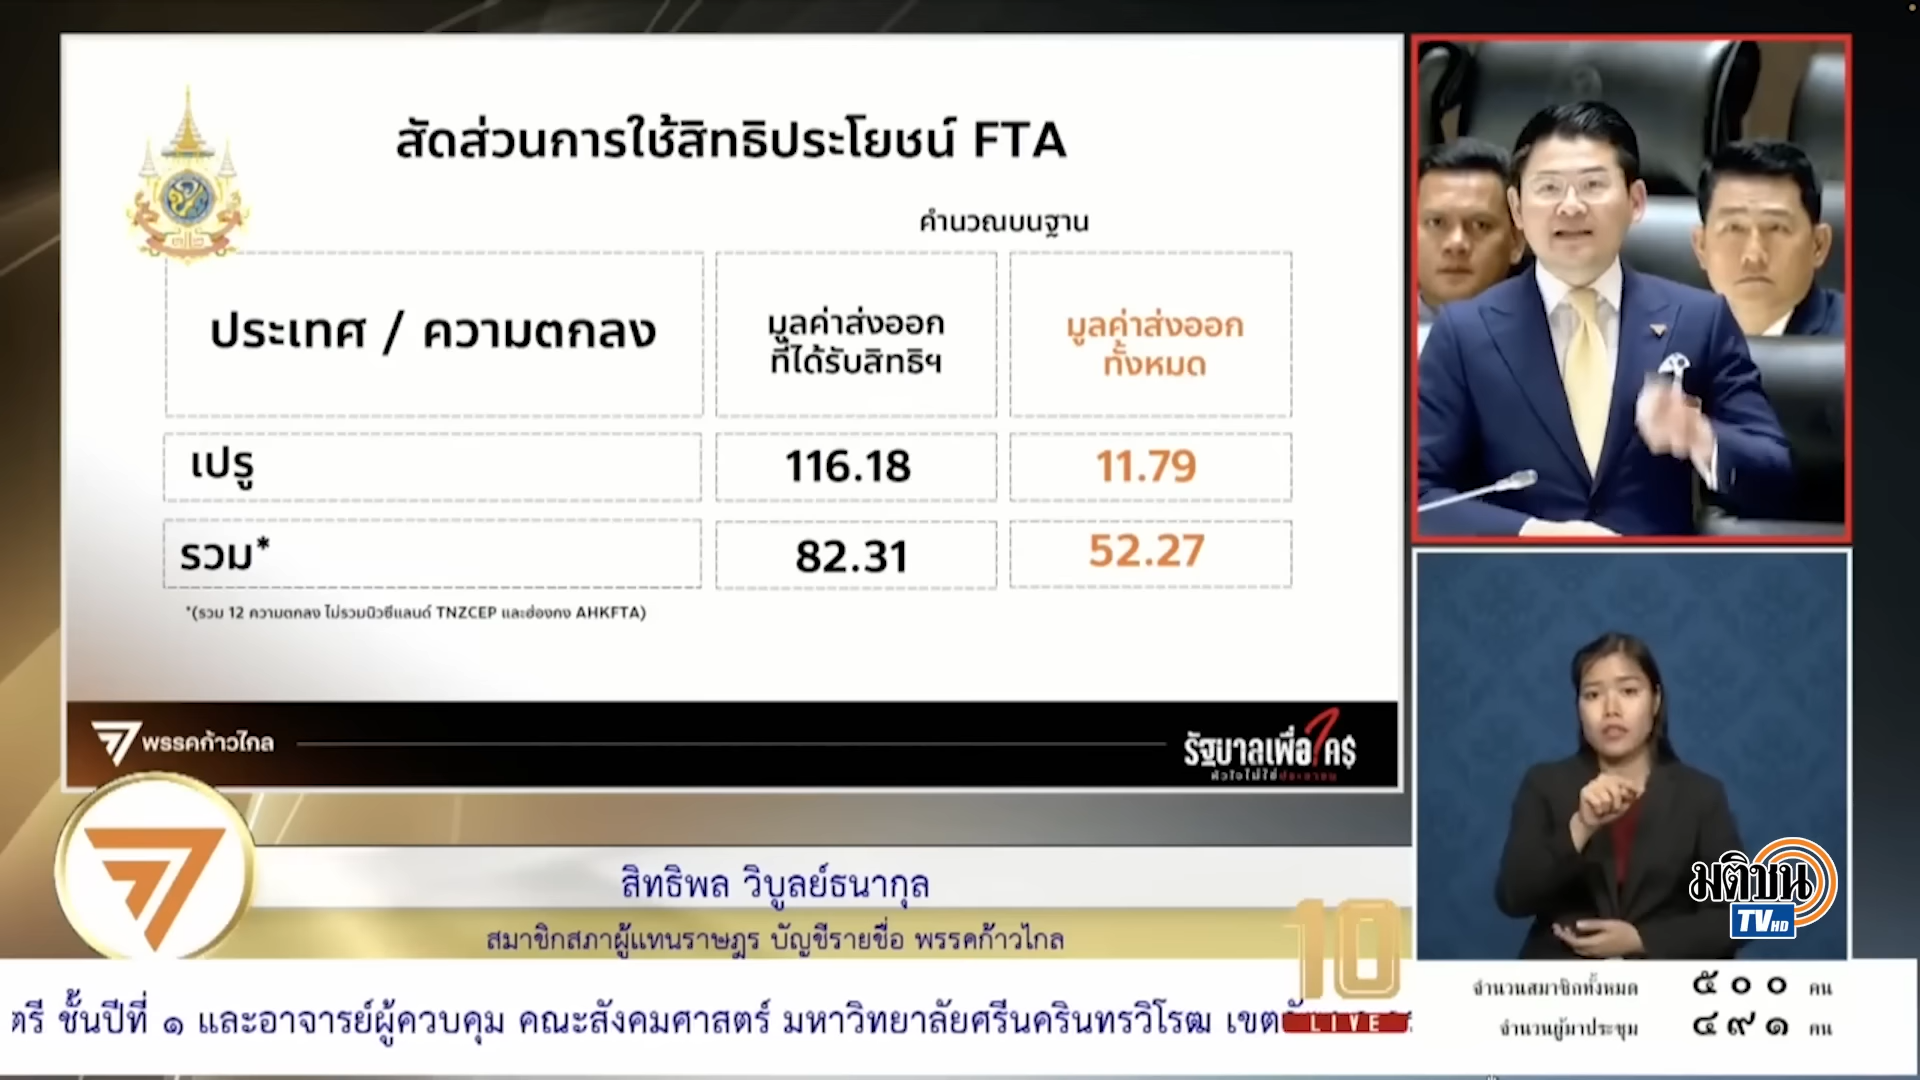 สัดส่วนการใช้สิทธิประโยชน์ FTA
คำนวณบนฐาน
ประเทศ / ความตกลง
มูลค่าส่งออก
ที่ได้รับสิทธิฯ
มูลค่าส่งออก
ทั้งหมด
เปรู
116.18
11.79
รวม*
82.31
52.27
*(รวม 12 ความตกลง ไม่รวมนิวซีแลนด์ TNZCEP และฮ่องกง AHKFTA)
พรรคก้าวไกล
รัฐบาลเพื่อใคร$
หัวใจไม่ใช่ประชาชน
สิทธิพล วิบูลย์ธนากุล
สมาชิกสภาผู้แทนราษฎร บัญชีรายชื่อ พรรคก้าวไกล
10
LIVE
มติชน
TV HD
ตรี ชั้นปีที่ ๑ และอาจารย์ผู้ควบคุม คณะสังคมศาสตร์ มหาวิทยาลัยศรีนครินทรวิโรฒ
จำนวนสมาชิกทั้งหมด ๕๐๐ คน
จำนวนผู้มาประชุม ๔๙๑ คน